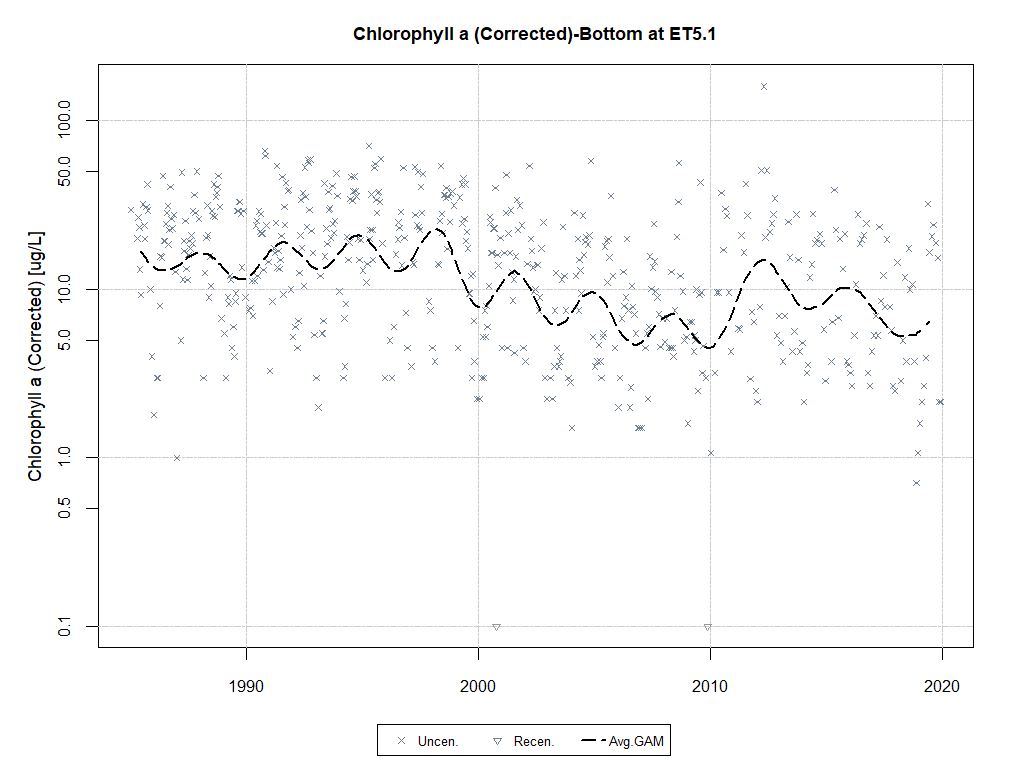 Chlorophyll a (Corrected)-Bottom at ET5.1
Chlorophyll a (Corrected) [ug/L]
100.0
50.0
10.0
5.0
1.0
0.5
0.1
1990 2000 2010 2020
Uncen. Recen. Avg.GAM